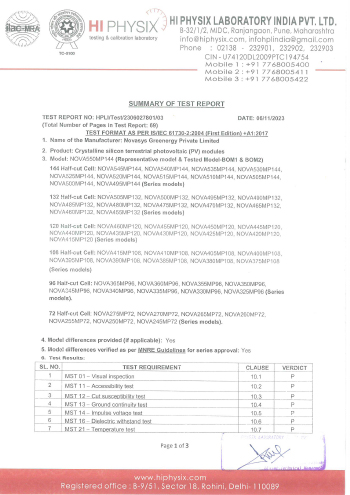 ilac-MRA
TC-5100
HI PHYSIX
testing & calibration laboratory
HI PHYSIX LABORATORY INDIA PVT. LTD.
B-32/1/2, MIDC, Ranjangaon, Pune, Maharashtra
info@hiphysix.com, infohplindia@gmail.com
Phone : 02138 - 232901, 232902, 232903
CIN - U74120DL2009PTC194754
Mobile 1 : +91 7768005400
Mobile 2 : +91 7768005411
Mobile 3 : +91 7768005422
SUMMARY OF TEST REPORT
TEST REPORT NO: HPLI/Test/2306027801/03 DATE: 06/11/2023
(Total Number of Pages in Test Report: 69)
TEST FORMAT AS PER IS/IEC 61730-2:2004 (First Edition) +A1:2017
1. Name of the Manufacturer: Novasys Greenergy Private Limited
2. Product: Crystalline silicon terrestrial photovoltaic (PV) modules
3. Model: NOVA550MP144 (Representative model & Tested Model-BOM1 & BOM2)
144 Half-cut Cell: NOVA545MP144, NOVA540MP144, NOVA535MP144, NOVA530MP144,
NOVA525MP144, NOVA520MP144, NOVA515MP144, NOVA510MP144, NOVA505MP144,
NOVA500MP144, NOVA495MP144 (Series models)
132 Half-cut Cell: NOVA505MP132, NOVA500MP132, NOVA495MP132, NOVA490MP132,
NOVA485MP132, NOVA480MP132, NOVA475MP132, NOVA470MP132, NOVA465MP132,
NOVA460MP132, NOVA455MP132 (Series models)
120 Half-cut Cell: NOVA460MP120, NOVA455MP120, NOVA450MP120, NOVA445MP120,
NOVA440MP120, NOVA435MP120, NOVA430MP120, NOVA425MP120, NOVA420MP120,
NOVA415MP120 (Series models)
108 Half-cut Cell: NOVA415MP108, NOVA410MP108, NOVA405MP108, NOVA400MP108,
NOVA395MP108, NOVA390MP108, NOVA385MP108, NOVA380MP108, NOVA375MP108
(Series models)
96 Half-cut Cell: NOVA365MP96, NOVA360MP96, NOVA355MP96, NOVA350MP96,
NOVA345MP96, NOVA340MP96, NOVA335MP96, NOVA330MP96, NOVA325MP96 (Series
models).
72 Half-cut Cell: NOVA275MP72, NOVA270MP72, NOVA265MP72, NOVA260MP72,
NOVA255MP72, NOVA250MP72, NOVA245MP72 (Series models).
4. Model differences provided (if applicable): Yes
5. Model differences verified as per MNRE Guidelines for series approval: Yes
6. Test Results:
SL. NO. TEST REQUIREMENT CLAUSE VERDICT
1 MST 01 – Visual inspection 10.1 P
2 MST 11 – Accessibility test 10.2 P
3 MST 12 – Cut susceptibility test 10.3 P
4 MST 13 – Ground continuity test 10.4 P
5 MST 14 – Impulse voltage test 10.5 P
6 MST 16 – Dielectric withstand test 10.6 P
7 MST 21 – Temperature test 10.7 P
Page 1 of 3
www.hiphysix.com
Registered office : B-9/51, Sector 18, Rohini, Delhi- 110089